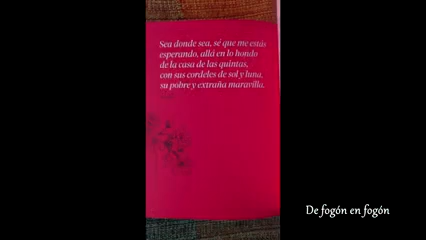 Sea donde sea, sé que me estás
esperando, allá en lo hondo
de la casa de las quintas,
con sus cordeles de sol y luna,
su pobre y extraña maravilla.
De fogón en fogón